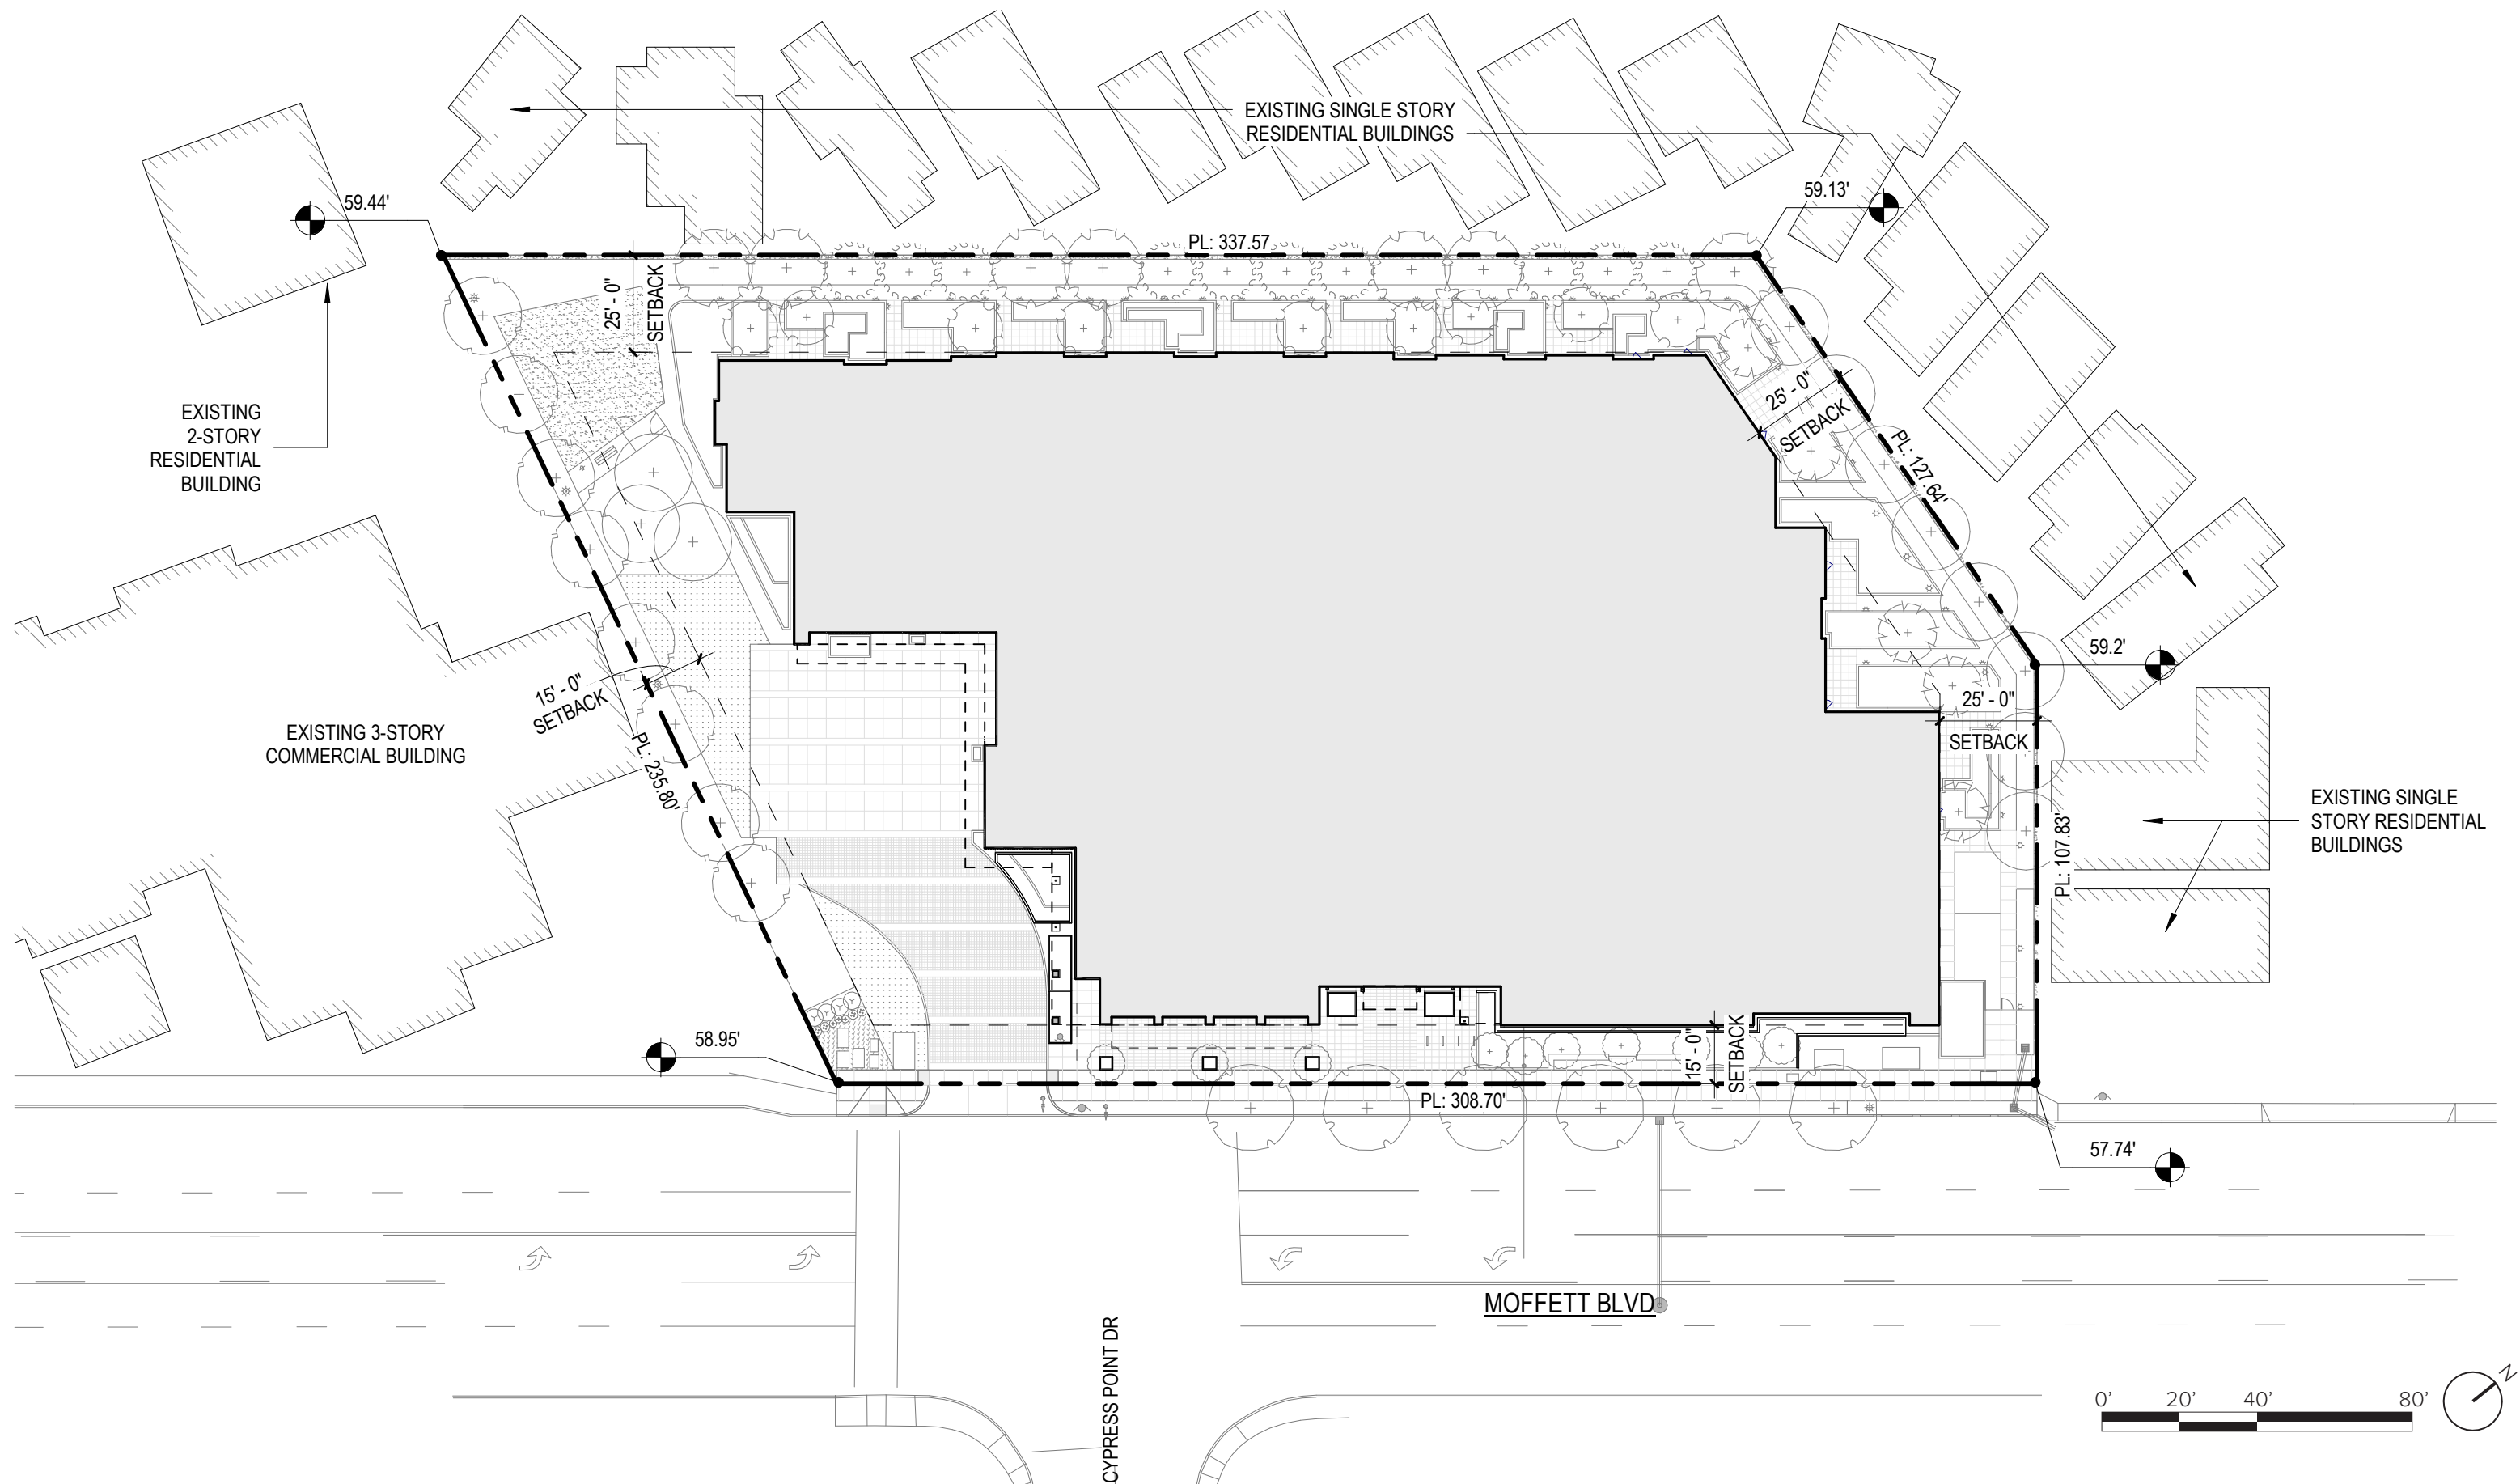 EXISTING SINGLE STORY
RESIDENTIAL BUILDINGS
59.44'
59.13'
PL: 337.57
25' - 0"
SETBACK
25' - 0"
SETBACK
EXISTING
2-STORY
RESIDENTIAL
BUILDING
PL: 127.64'
59.2'
15' - 0"
SETBACK
25' - 0"
SETBACK
EXISTING 3-STORY
COMMERCIAL BUILDING
PL: 235.80'
EXISTING SINGLE
STORY RESIDENTIAL
BUILDINGS
PL: 107.83'
58.95'
15' - 0"
SETBACK
PL: 308.70'
57.74'
MOFFETT BLVD
CYPRESS POINT DR
0' 20' 40' 80'
N